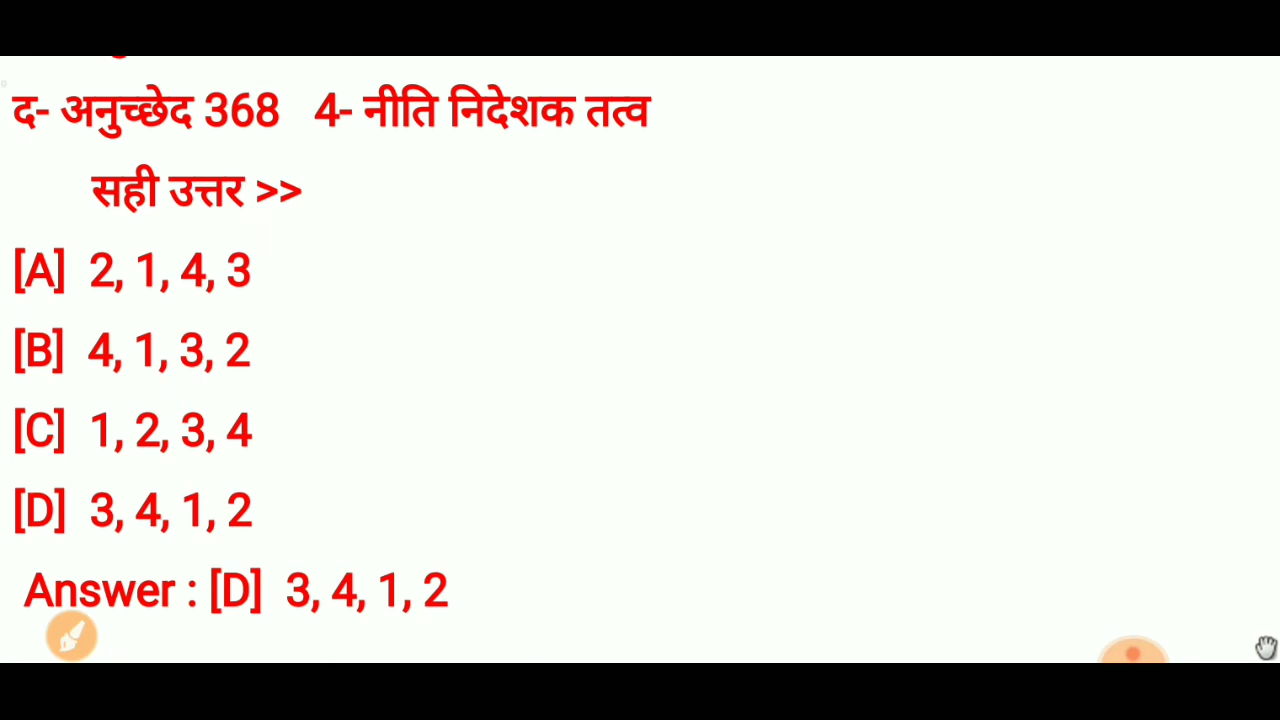 द- अनुच्छेद 368 4- नीति निदेशक तत्व
सही उत्तर >>
[A] 2, 1, 4, 3
[B] 4, 1, 3, 2
[C] 1, 2, 3, 4
[D] 3, 4, 1, 2
Answer : [D] 3, 4, 1, 2